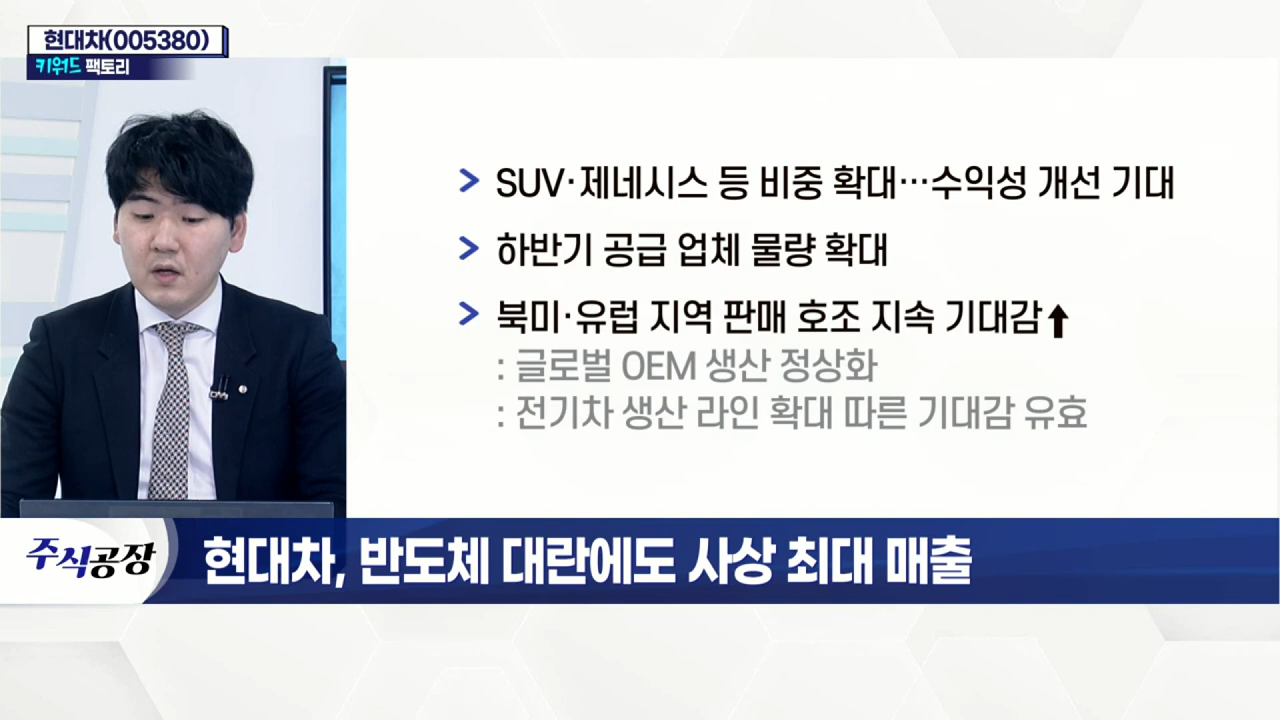 현대차(005380)
키워드 팩토리
> SUV·제네시스 등 비중 확대…수익성 개선 기대
> 하반기 공급 업체 물량 확대
> 북미·유럽 지역 판매 호조 지속 기대감⬆
: 글로벌 OEM 생산 정상화
: 전기차 생산 라인 확대 따른 기대감 유효
주식공장
현대차, 반도체 대란에도 사상 최대 매출